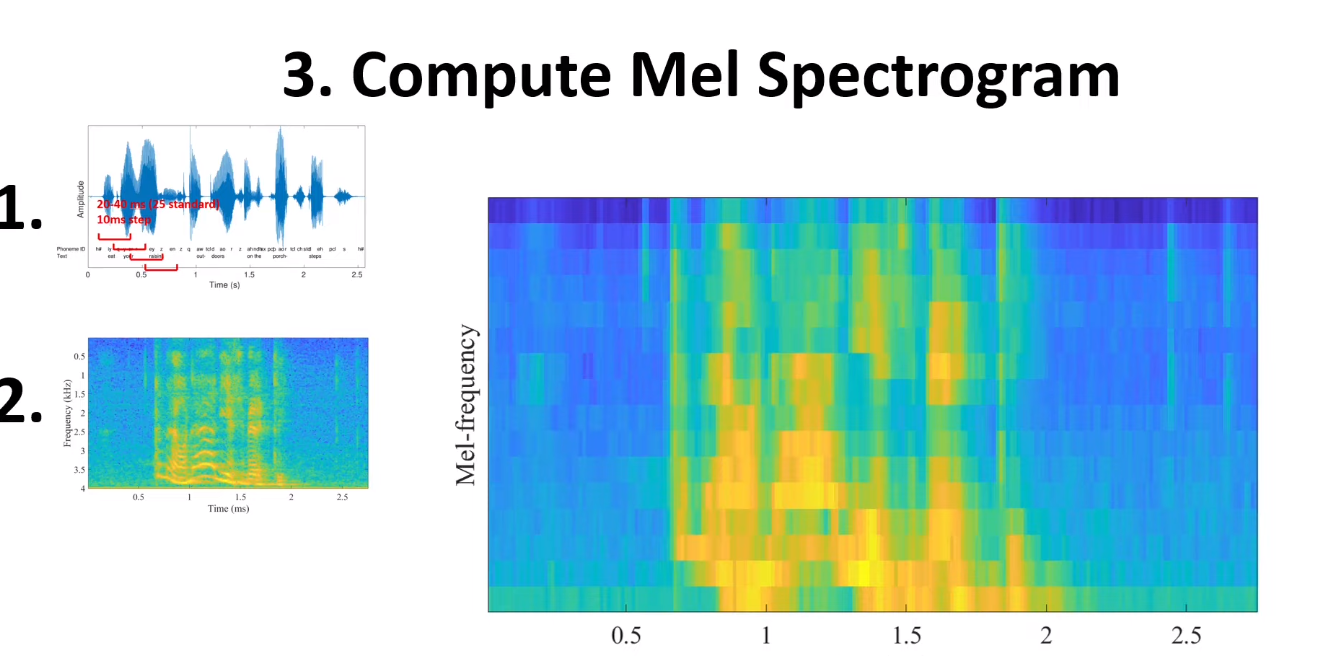 3. Compute Mel Spectrogram
1.
Amplitude
20-40 ms (25 standard)
10ms step
Phoneme ID
Text eat your out- doors on the porch- steps
0 0.5 1 1.5 2 2.5
Time (s)
2.
Frequency (kHz)
0.5
1
1.5
2
2.5
3
3.5
4
0.5 1 1.5 2 2.5
Time (ms)
Mel-frequency
0.5 1 1.5 2 2.5